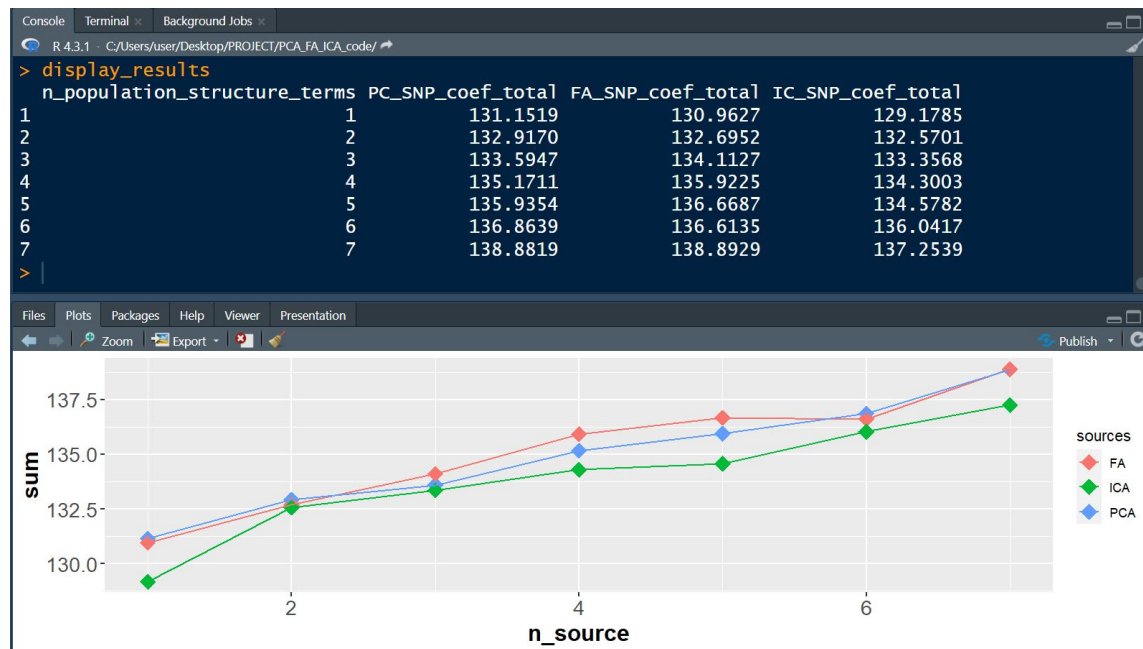 Console Terminal × Background Jobs ×
R 4.3.1 · C:/Users/user/Desktop/PROJECT/PCA_FA_ICA_code/
> display_results
n_population_structure_terms PC_SNP_coef_total FA_SNP_coef_total IC_SNP_coef_total
1 1 131.1519 130.9627 129.1785
2 2 132.9170 132.6952 132.5701
3 3 133.5947 134.1127 133.3568
4 4 135.1711 135.9225 134.3003
5 5 135.9354 136.6687 134.5782
6 6 136.8639 136.6135 136.0417
7 7 138.8819 138.8929 137.2539
>
Files Plots Packages Help Viewer Presentation
Zoom Export Publish
137.5
135.0
132.5
130.0
sum
2 4 6
n_source
sources
FA
ICA
PCA